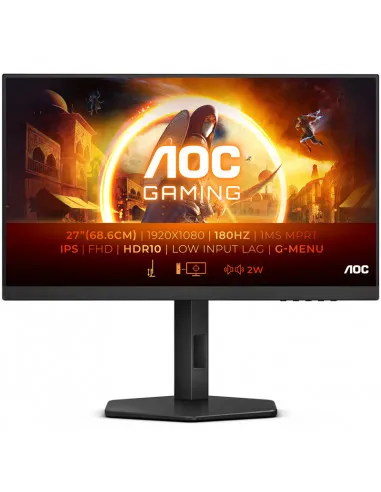 AOC
GAMING
27"(68.6CM) | 1920X1080 | 180HZ | 1MS MPRT
IPS | FHD | HDR10 | LOW INPUT LAG | G-MENU
2W
AOC